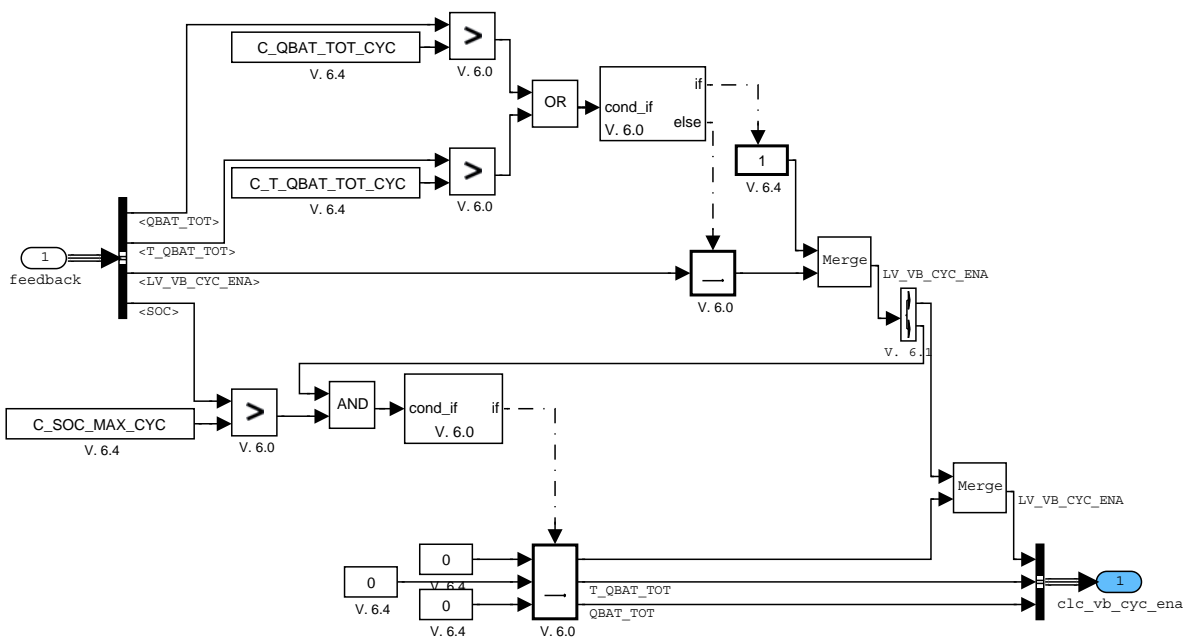 >
C_QBAT_TOT_CYC
V. 6.4
V. 6.0
OR
cond_if
V. 6.0
if
else
1
V. 6.4
>
C_T_QBAT_TOT_CYC
V. 6.4
V. 6.0
<QBAT_TOT>
<T_QBAT_TOT>
1
feedback
<LV_VB_CYC_ENA>
<SOC>
V. 6.0
Merge
LV_VB_CYC_ENA
V. 6.1
C_SOC_MAX_CYC
V. 6.4
>
V. 6.0
AND
cond_if
if
V. 6.0
Merge
LV_VB_CYC_ENA
0
V. 6.4
0
V. 6.4
0
V. 6.4
V. 6.0
T_QBAT_TOT
QBAT_TOT
1
clc_vb_cyc_ena